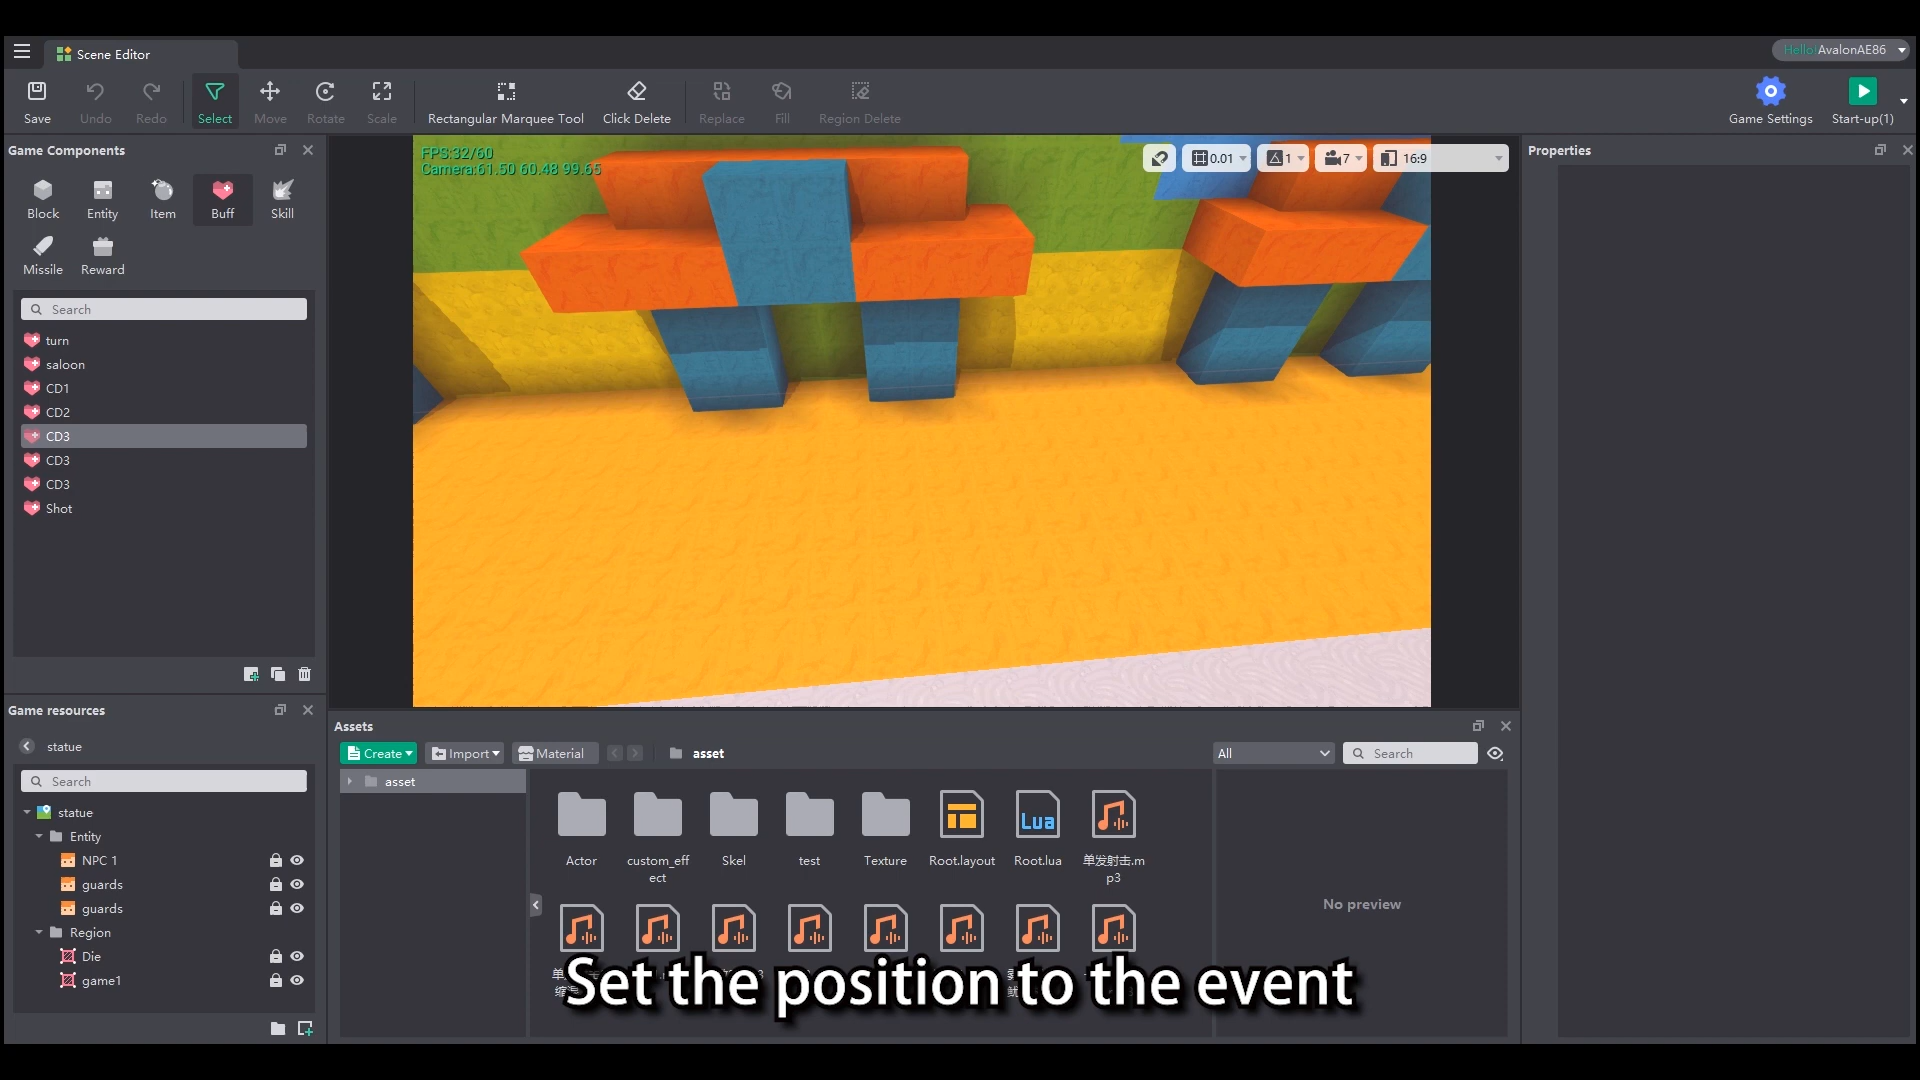 Scene Editor
Hello!AvalonAE86
Save
Undo
Redo
Select
Move
Rotate
Scale
Rectangular Marquee Tool
Click Delete
Replace
Fill
Region Delete
Game Settings
Start-up(1)
Game Components
Block
Entity
Item
Buff
Skill
Missile
Reward
Search
turn
saloon
CD1
CD2
CD3
CD3
CD3
Shot
FPS:32/60
Camera:61.50 60.48 99.65
0.01
1
7
16:9
Properties
Game resources
statue
Search
statue
Entity
NPC 1
guards
guards
Region
Die
game1
Assets
Create
Import
Material
asset
All
Search
asset
Actor
custom_eff
ect
Skel
test
Texture
Root.layout
Lua
Root.lua
单发射击.m
p3
No preview
Set the position to the event